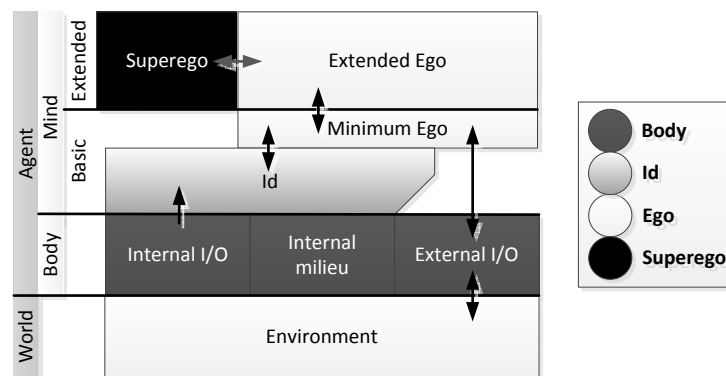 Agent
World
Mind
Body
Extended
Basic
Superego
Extended Ego
Minimum Ego
Id
Internal I/O
Internal
milieu
External I/O
Environment
Body
Id
Ego
Superego